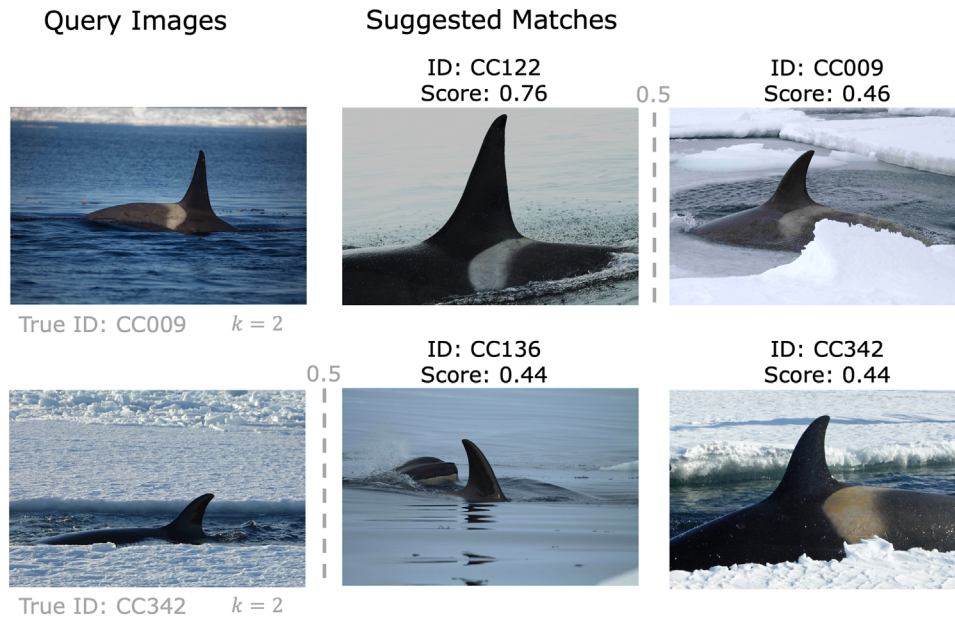 Query Images
Suggested Matches
ID: CC122
Score: 0.76
0.5
ID: CC009
Score: 0.46
True ID: CC009
k = 2
ID: CC136
Score: 0.44
0.5
ID: CC342
Score: 0.44
True ID: CC342
k = 2